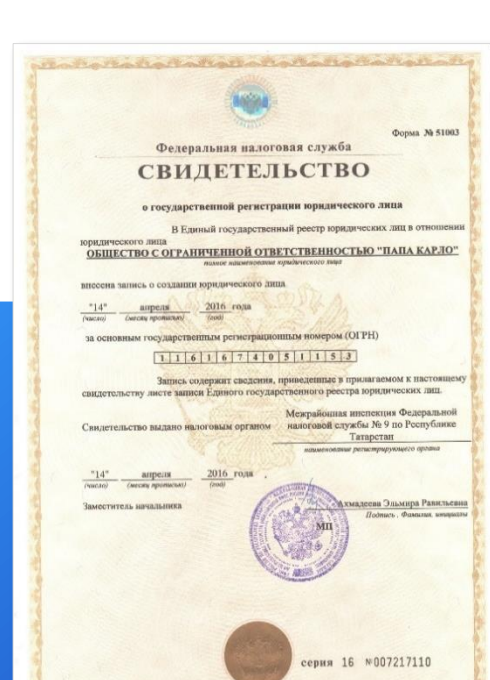 Форма № 51003
Федеральная налоговая служба
СВИДЕТЕЛЬСТВО
о государственной регистрации юридического лица
В Единый государственный реестр юридических лиц в отношении
юридического лица
ОБЩЕСТВО С ОГРАНИЧЕННОЙ ОТВЕТСТВЕННОСТЬЮ "ПАПА КАРЛО"
полное наименование юридического лица
внесена запись о создании юридического лица
"14" апреля 2016 года
(число) (месяц прописью) (год)
за основным государственным регистрационным номером (ОГРН)
1 1 6 1 6 7 4 0 5 1 1 5 3
Запись содержит сведения, приведенные в прилагаемом к настоящему
свидетельству листе записи Единого государственного реестра юридических лиц.
Свидетельство выдано налоговым органом
Межрайонная инспекция Федеральной
налоговой службы № 9 по Республике
Татарстан
наименование регистрирующего органа
"14" апреля 2016 года
(число) (месяц прописью) (год)
Заместитель начальника
Ахмадеева Эльмира Равильевна
Подпись, Фамилия, инициалы
МП
серия 16 №007217110